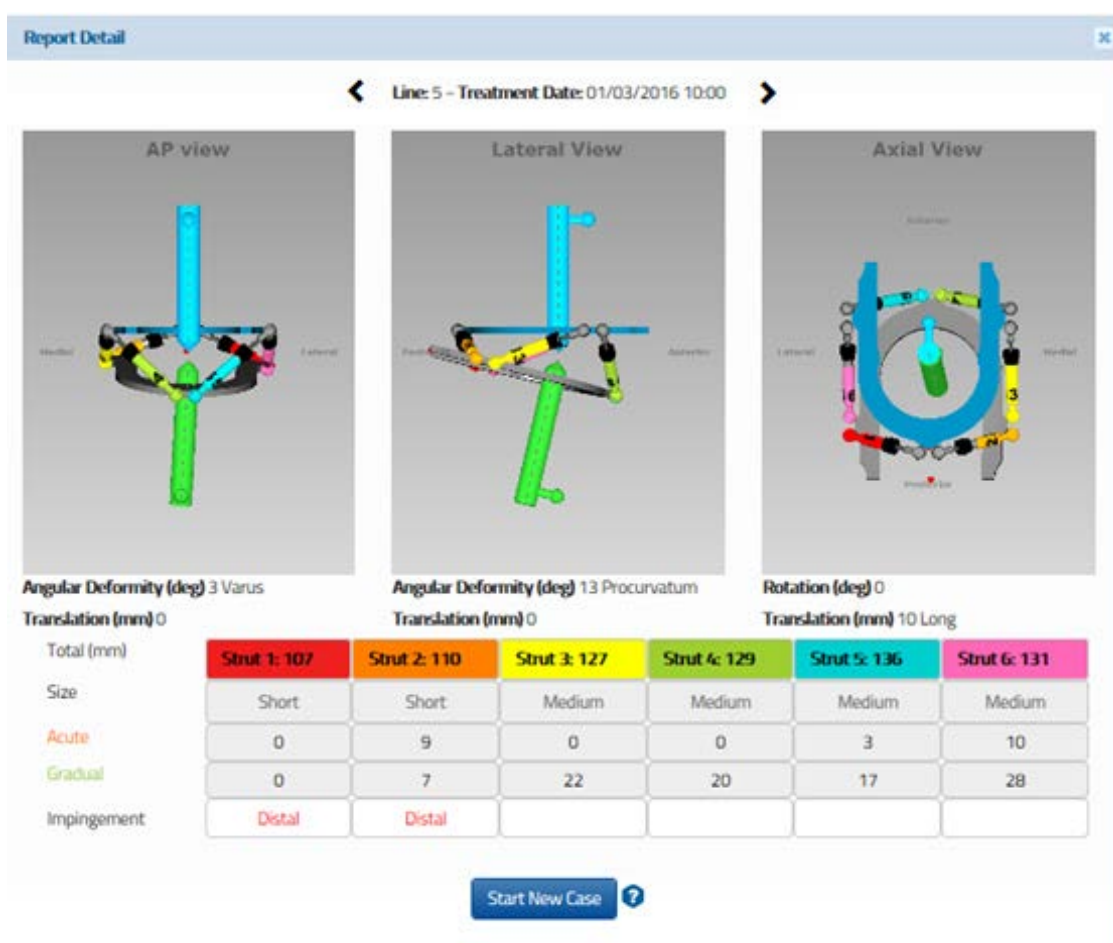 Report Detail
Line: 5 - Treatment Date: 01/03/2016 10:00
AP view Lateral View Axial View
Anterior
Medial Lateral Anterior Lateral Medial
3
Posterior
Angular Deformity (deg) 3 Varus Angular Deformity (deg) 13 Procurvatum Rotation (deg) 0
Translation (mm) 0 Translation (mm) 0 Translation (mm) 10 Long
Total (mm) Strut 1: 107 Strut 2: 110 Strut 3: 127 Strut 4: 129 Strut 5: 136 Strut 6: 131
Size Short Short Medium Medium Medium Medium
Acute 0 9 0 0 3 10
Gradual 0 7 22 20 17 28
Impingement Distal Distal
Start New Case ?